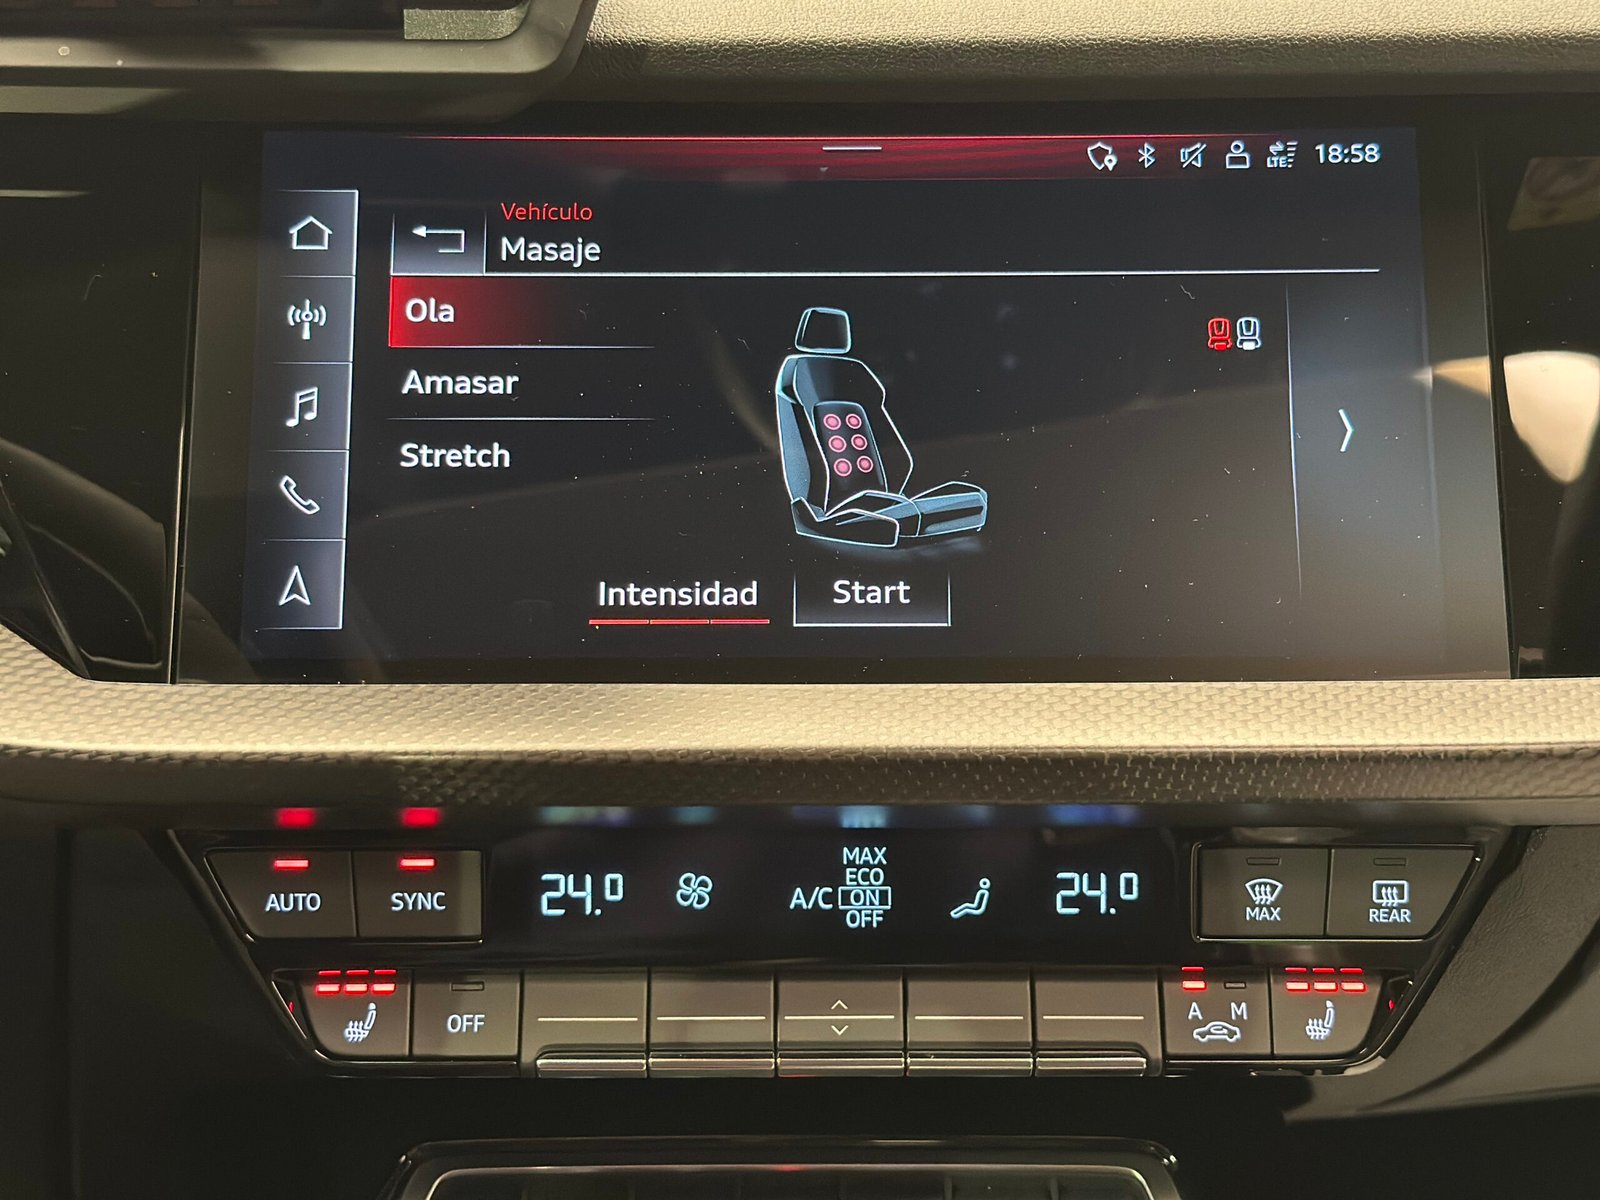 LTE 18:58
Vehículo
Masaje
Ola
Amasar
Stretch
Intensidad
Start
AUTO
SYNC
24.0
A/C
MAX
ECO
ON
OFF
24.0
MAX
REAR
OFF
A M